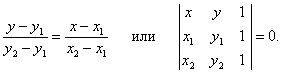 (y − y₁)/(y₂ − y₁) = (x − x₁)/(x₂ − x₁) или | x y 1 |
| x₁ y₁ 1 | = 0.
| x₂ y₂ 1 |